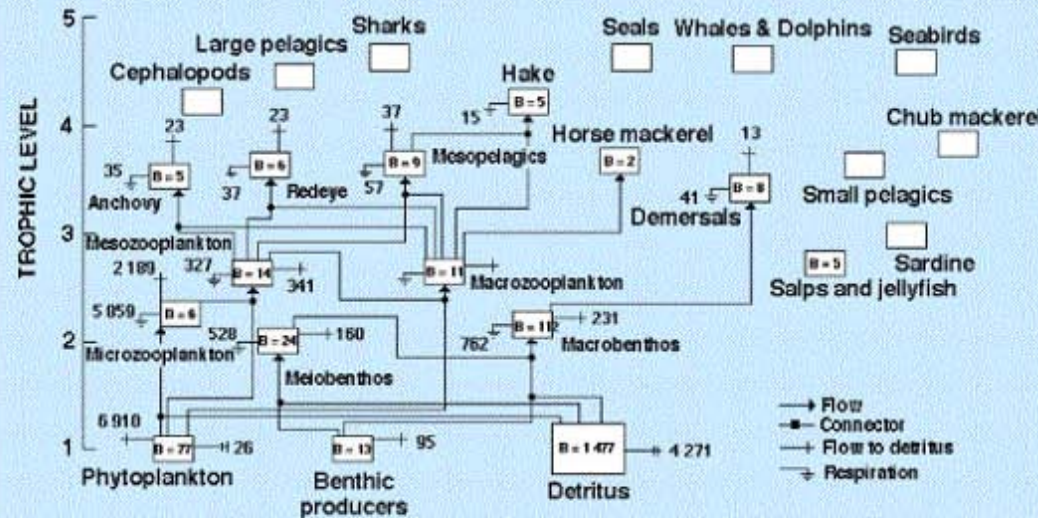 5
4
3
2
1
TROPHIC LEVEL
Sharks
Large pelagics
Cephalopods
Seals
Whales & Dolphins
Seabirds
Hake
B = 5
15
Chub mackerel
23
23
37
Horse mackerel
13
Mesopelagics
35
B = 5
37
B = 6
57
B = 9
B = 2
41
B = 8
Small pelagics
Anchovy
Redeye
Demersals
Mesozooplankton
2 189
327
B = 14
341
B = 11
Macrozooplankton
B = 5
Sardine
Salps and jellyfish
5 059
B = 6
528
B = 24
160
762
B = 112
231
Microzooplankton
Meiobenthos
Macrobenthos
6 910
B = 77
26
B = 13
95
B = 1 477
4 271
Phytoplankton
Benthic
producers
Detritus
Flow
Connector
Flow to detritus
Respiration